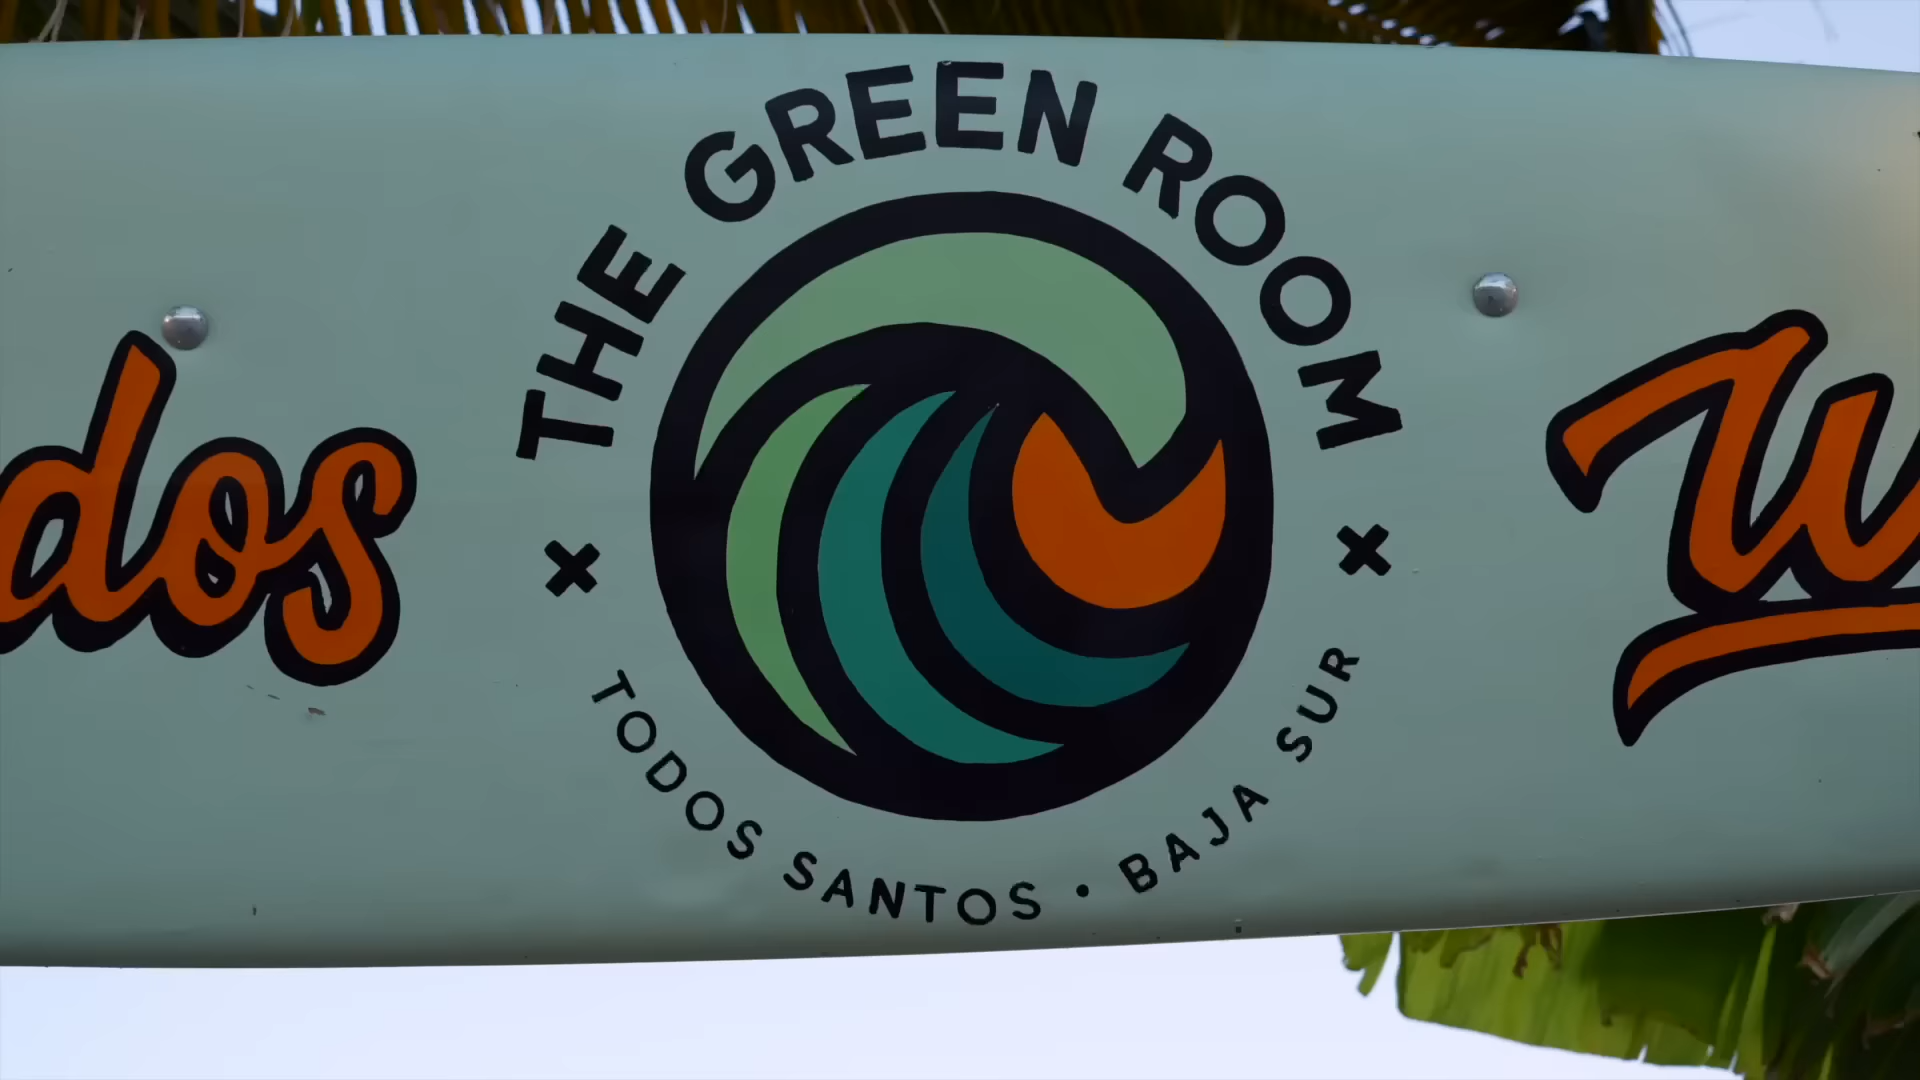 THE GREEN ROOM
dos
× ×
TODOS SANTOS · BAJA SUR